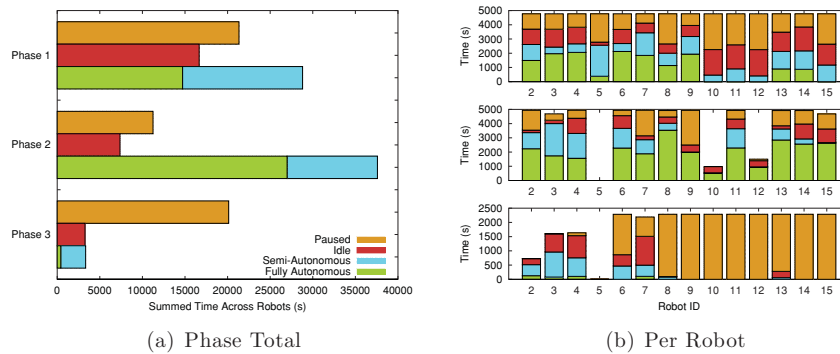 Phase 1
Phase 2
Phase 3
Paused
Idle
Semi-Autonomous
Fully Autonomous
0 5000 10000 15000 20000 25000 30000 35000 40000
Summed Time Across Robots (s)
(a) Phase Total
5000
4000
3000
2000
1000
0
Time (s)
2 3 4 5 6 7 8 9 10 11 12 13 14 15
5000
4000
3000
2000
1000
0
Time (s)
2 3 4 5 6 7 8 9 10 11 12 13 14 15
2500
2000
1500
1000
500
0
Time (s)
2 3 4 5 6 7 8 9 10 11 12 13 14 15
Robot ID
(b) Per Robot